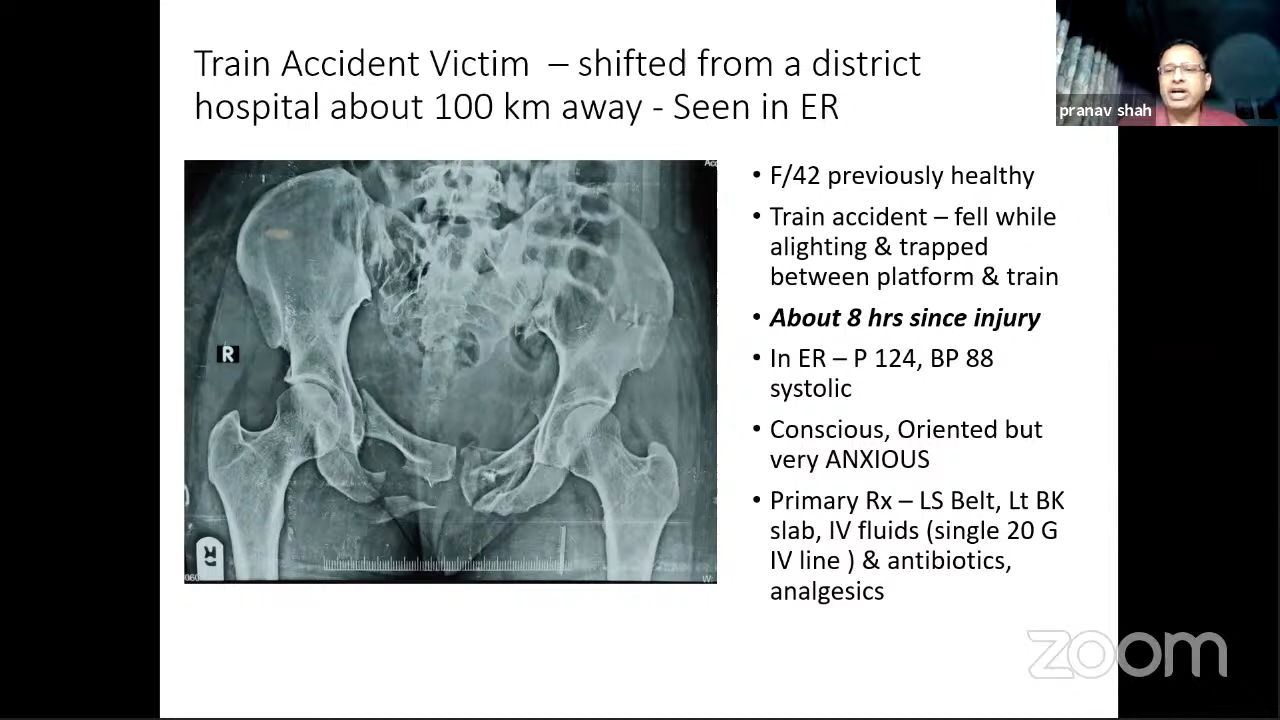 Train Accident Victim – shifted from a district
hospital about 100 km away - Seen in ER
pranav shah
• F/42 previously healthy
• Train accident – fell while
alighting & trapped
between platform & train
• About 8 hrs since injury
• In ER – P 124, BP 88
systolic
• Conscious, Oriented but
very ANXIOUS
• Primary Rx – LS Belt, Lt BK
slab, IV fluids (single 20 G
IV line ) & antibiotics,
analgesics
R
zoom